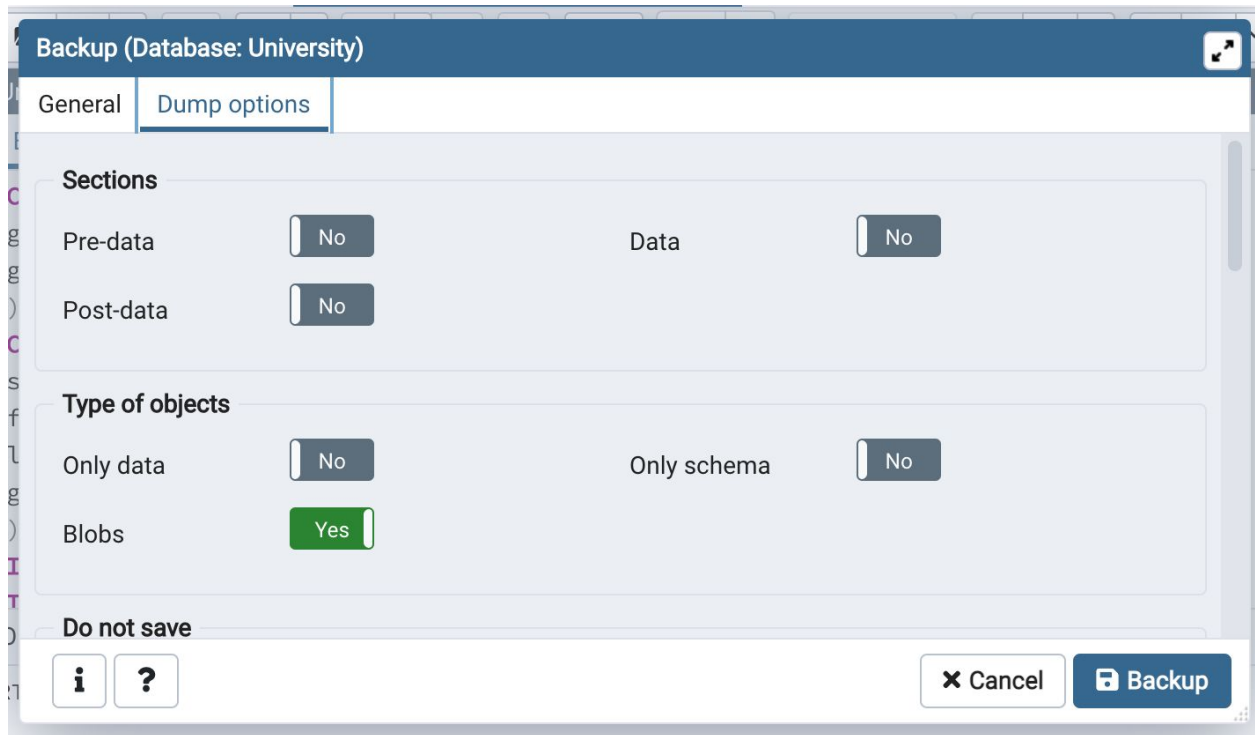 Backup (Database: University)
General Dump options
Sections
Pre-data No Data No
Post-data No
Type of objects
Only data No Only schema No
Blobs Yes
Do not save
i ? Cancel Backup